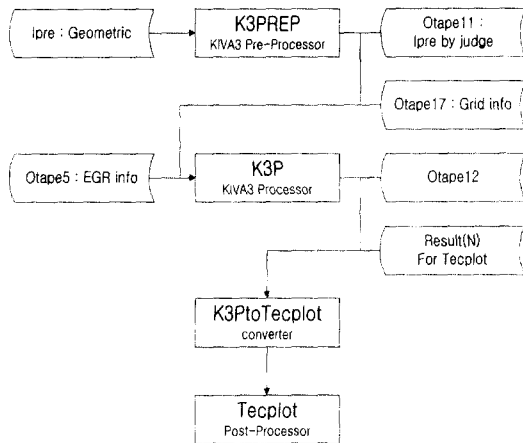 Ipre : Geometric
K3PREP
KIVA3 Pre-Processor
Otape11 :
Ipre by judge
Otape17 : Grid info
Otape5 : EGR info
K3P
KIVA3 Processor
Otape12
Result(N)
For Tecplot
K3PtoTecplot
converter
Tecplot
Post-Processor